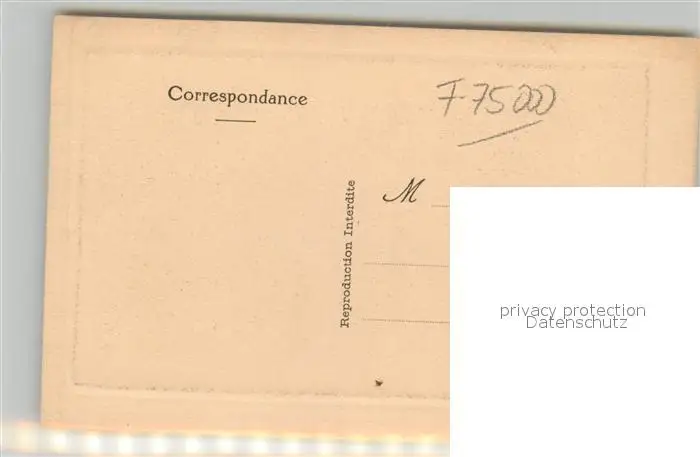 Correspondance
F-75000
Reproduction Interdite
M
privacy protection
Datenschutz